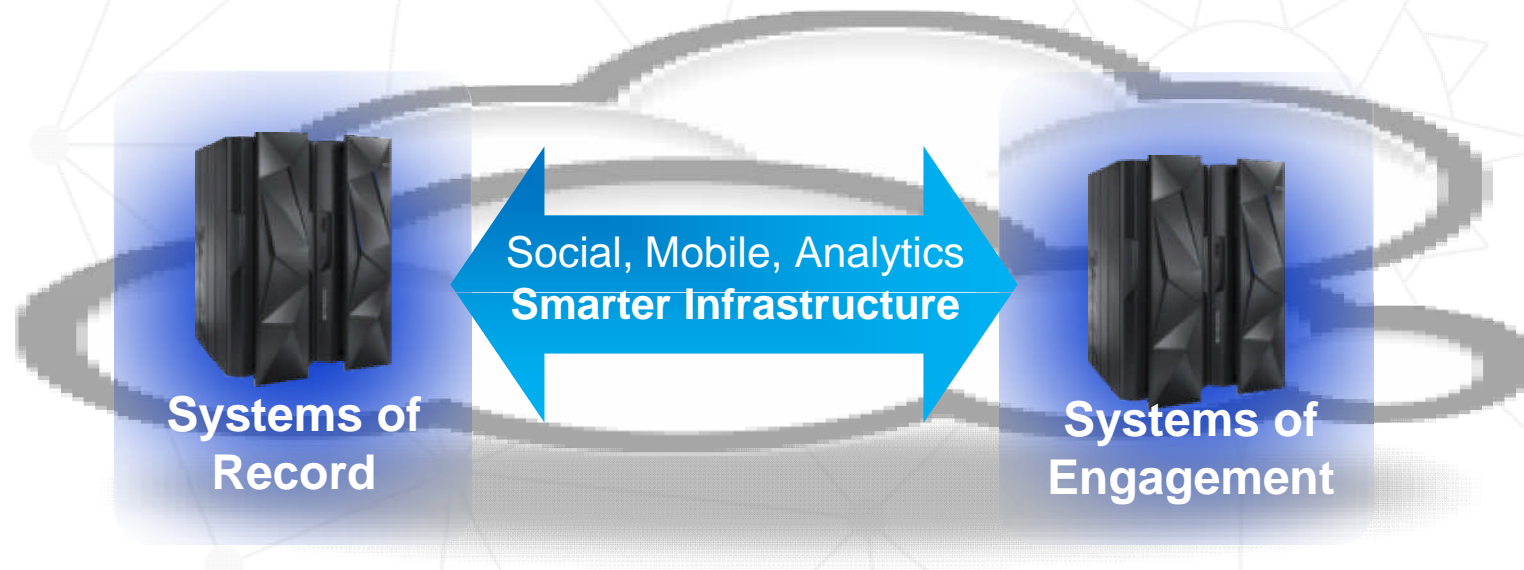 Social, Mobile, Analytics
Smarter Infrastructure
Systems of
Record
Systems of
Engagement